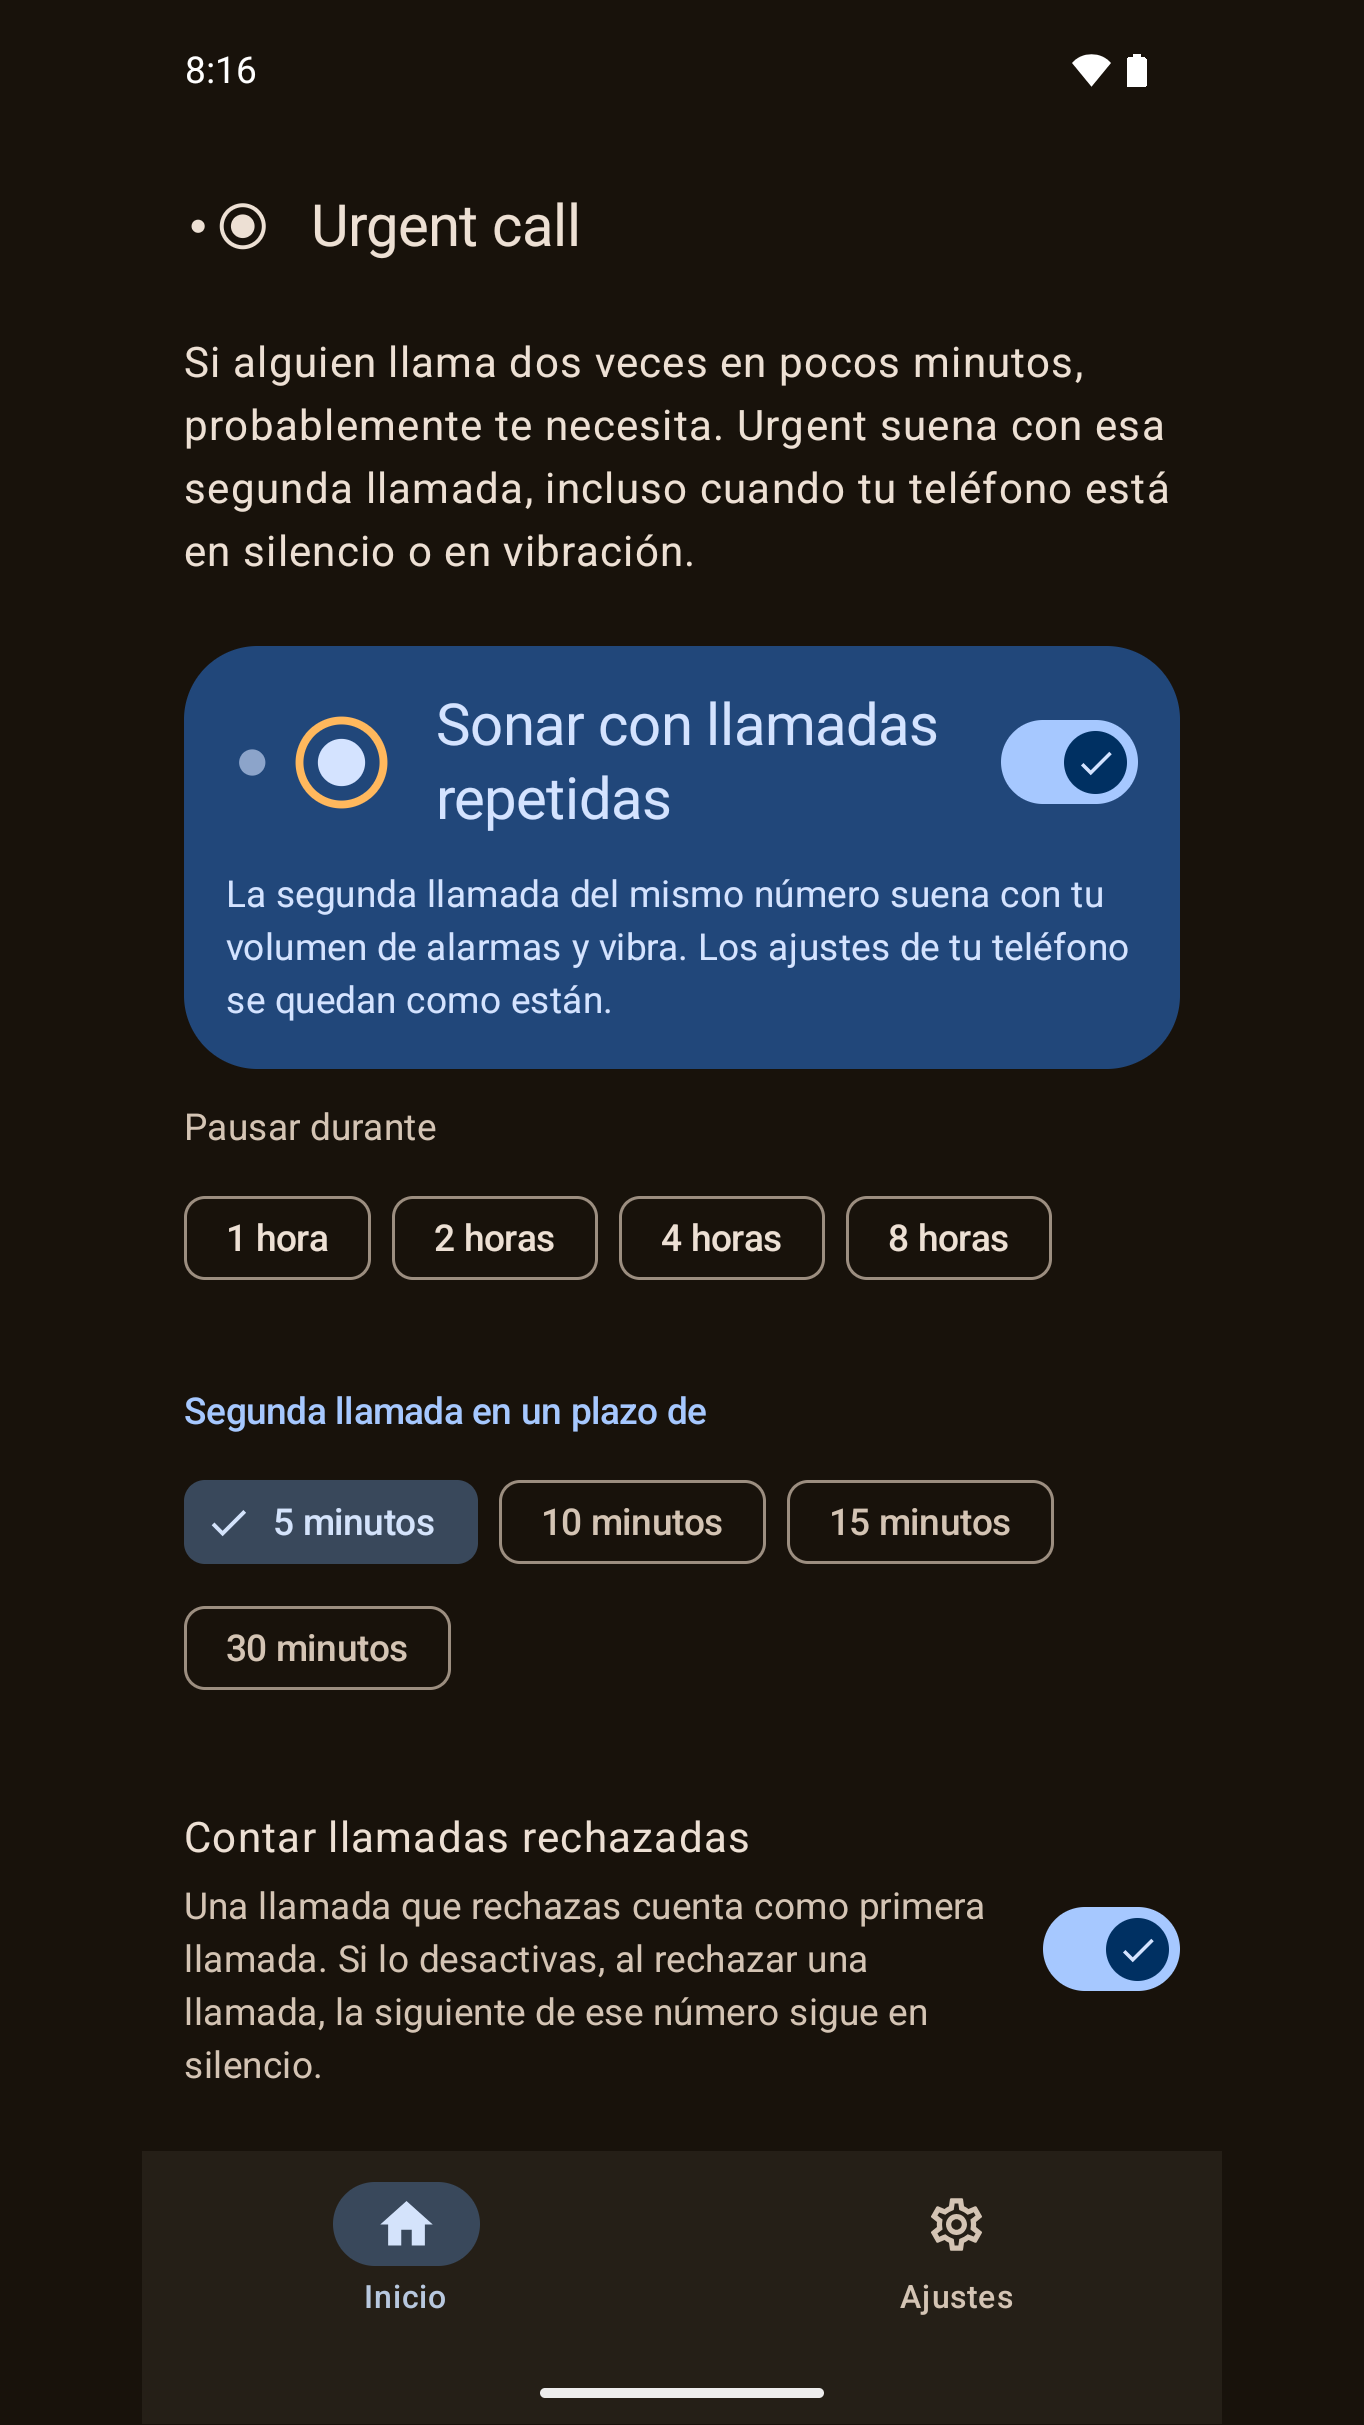 8:16
Urgent call
Si alguien llama dos veces en pocos minutos,
probablemente te necesita. Urgent suena con esa
segunda llamada, incluso cuando tu teléfono está
en silencio o en vibración.
Sonar con llamadas
repetidas
La segunda llamada del mismo número suena con tu
volumen de alarmas y vibra. Los ajustes de tu teléfono
se quedan como están.
Pausar durante
1 hora 2 horas 4 horas 8 horas
Segunda llamada en un plazo de
5 minutos 10 minutos 15 minutos
30 minutos
Contar llamadas rechazadas
Una llamada que rechazas cuenta como primera
llamada. Si lo desactivas, al rechazar una
llamada, la siguiente de ese número sigue en
silencio.
Inicio Ajustes